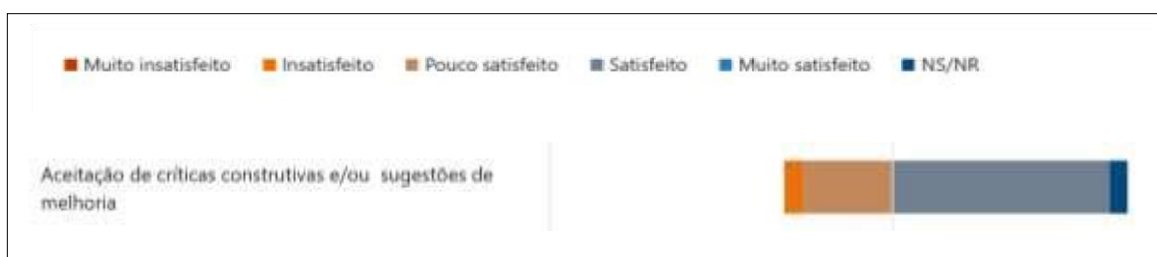 Muito insatisfeito Insatisfeito Pouco satisfeito Satisfeito Muito satisfeito NS/NR
Aceitação de críticas construtivas e/ou sugestões de
melhoria